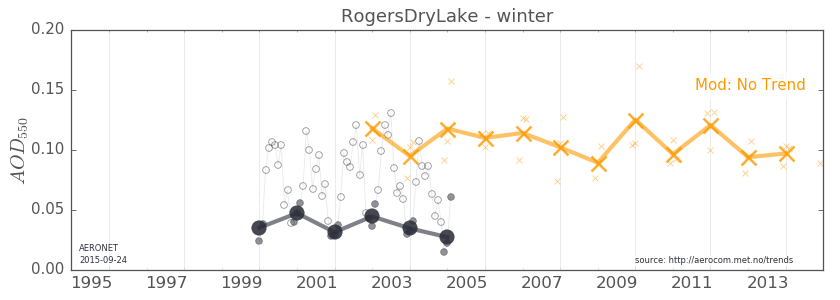 RogersDryLake - winter
0.20
0.15
0.10
0.05
0.00
AOD550
Mod: No Trend
AERONET
2015-09-24
source: http://aerocom.met.no/trends
1995 1997 1999 2001 2003 2005 2007 2009 2011 2013